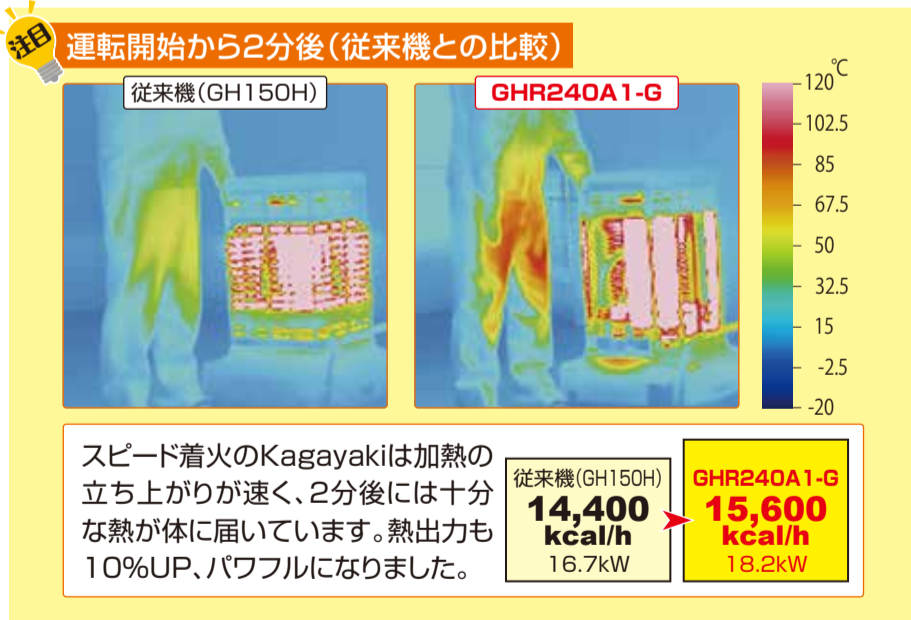 注目
運転開始から2分後(従来機との比較)
従来機(GH150H)
GHR240A1-G
℃
120
102.5
85
67.5
50
32.5
15
-2.5
-20
スピード着火のKagayakiは加熱の
立ち上がりが速く、2分後には十分
な熱が体に届いています。熱出力も
10%UP、パワフルになりました。
従来機(GH150H)
14,400
kcal/h
16.7kW
GHR240A1-G
15,600
kcal/h
18.2kW